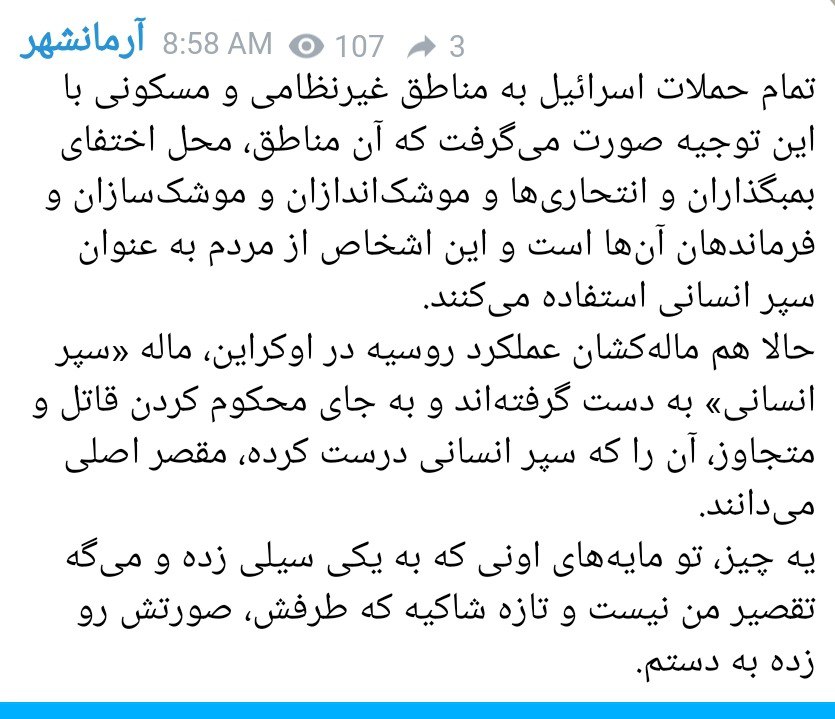 آرمانشهر 8:58 AM 107 3
تمام حملات اسرائیل به مناطق غیرنظامی و مسکونی با
این توجیه صورت می‌گرفت که آن مناطق، محل اختفای
بمبگذاران و انتحاری‌ها و موشک‌اندازان و موشک‌سازان و
فرماندهان آن‌ها است و این اشخاص از مردم به عنوان
سپر انسانی استفاده می‌کنند.
حالا هم ماله‌کشان عملکرد روسیه در اوکراین، ماله «سپر
انسانی» به دست گرفته‌اند و به جای محکوم کردن قاتل و
متجاوز، آن را که سپر انسانی درست کرده، مقصر اصلی
می‌دانند.
یه چیز، تو مایه‌های اونی که به یکی سیلی زده و می‌گه
تقصیر من نیست و تازه شاکیه که طرفش، صورتش رو
زده به دستم.